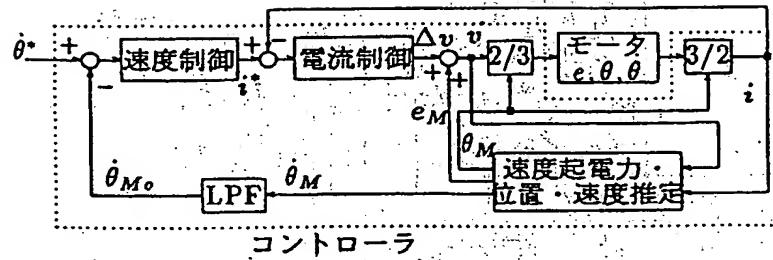 θ̇*
+
−
速度制御
+
−
i*
電流制御
Δv
v
+
+
2/3
モータ
e,θ,θ̇
3/2
i
e_M
θ_M
速度起電力・
位置・速度推定
θ̇_Mo
LPF
θ̇_M
コントローラ